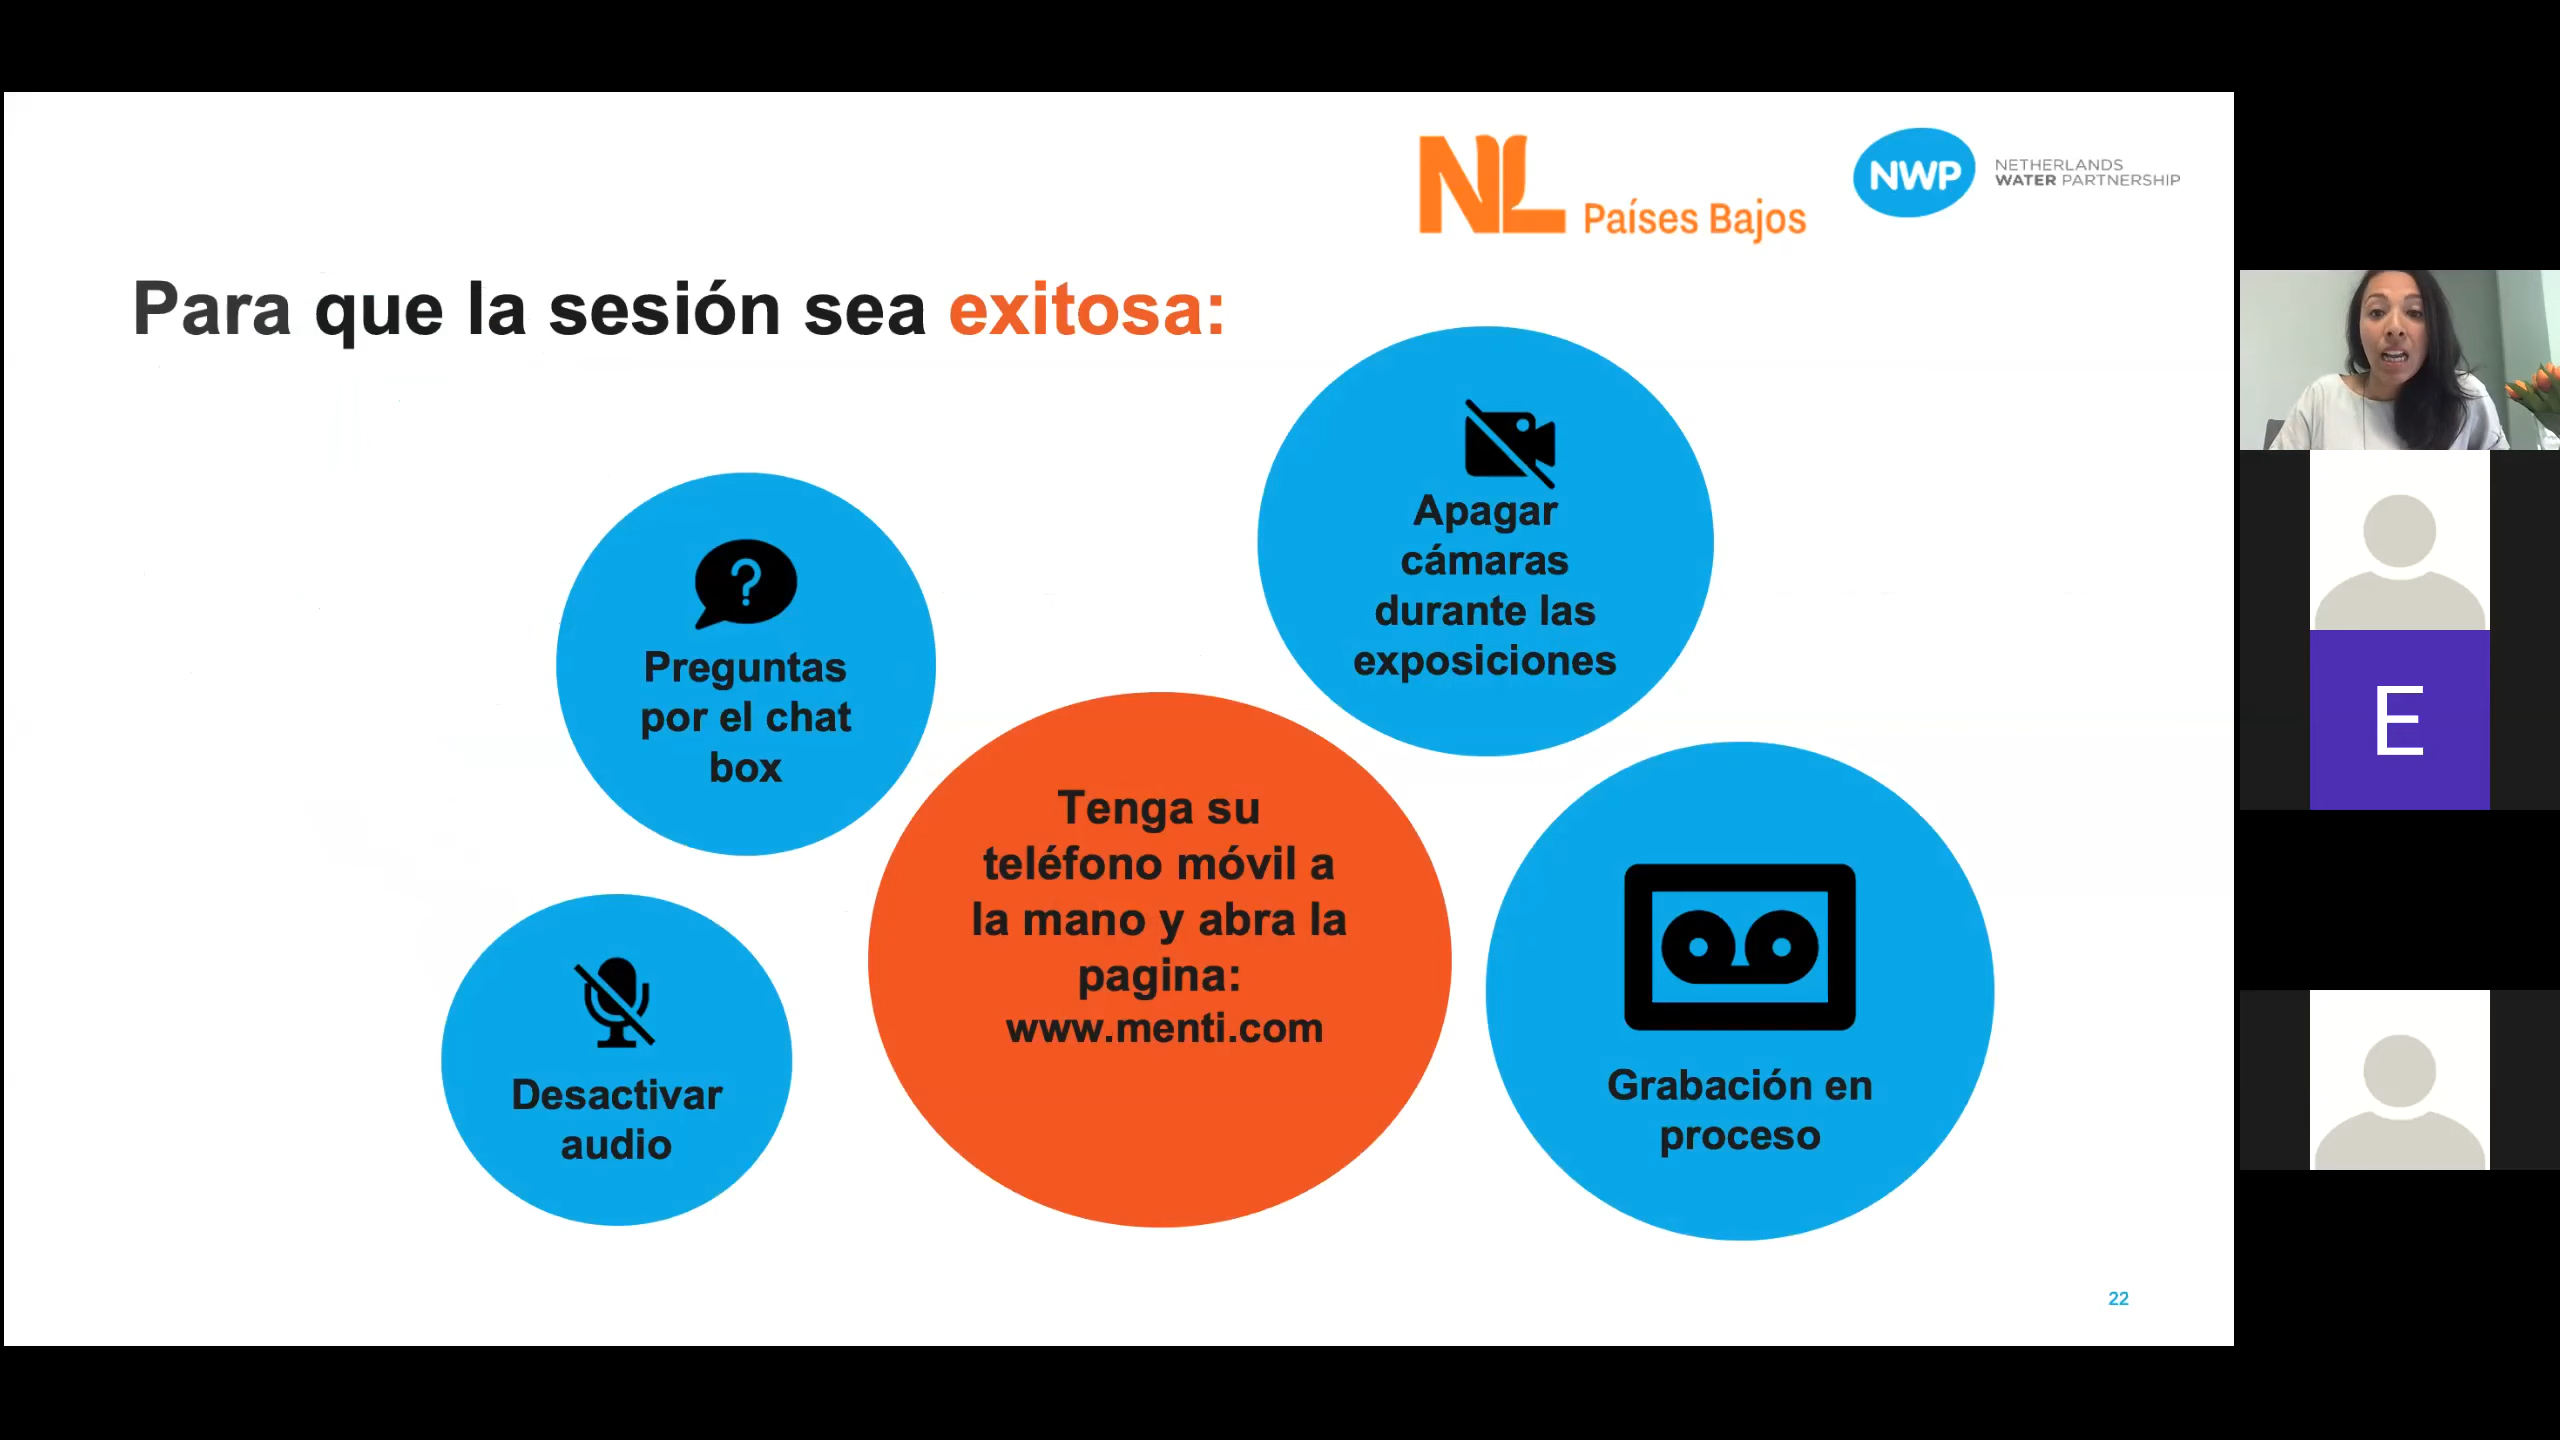 NL Países Bajos
NWP
NETHERLANDS
WATER PARTNERSHIP
Para que la sesión sea exitosa:
Apagar
cámaras
durante las
exposiciones
?
Preguntas
por el chat
box
Tenga su
teléfono móvil a
la mano y abra la
pagina:
www.menti.com
Desactivar
audio
Grabación en
proceso
22
E